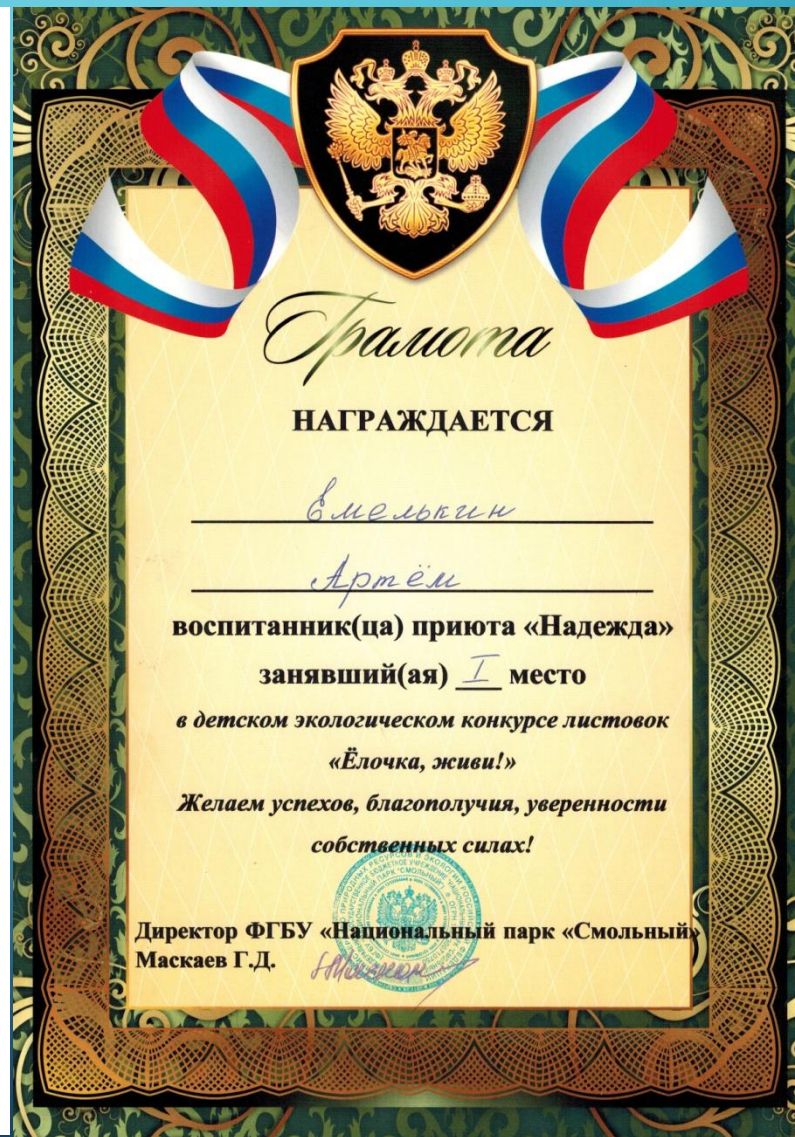 Грамота
НАГРАЖДАЕТСЯ
Емелькин
Артём
воспитанник(ца) приюта «Надежда»
занявший(ая) I место
в детском экологическом конкурсе листовок
«Ёлочка, живи!»
Желаем успехов, благополучия, уверенности
собственных силах!
Директор ФГБУ «Национальный парк «Смольный»
Маскаев Г.Д.